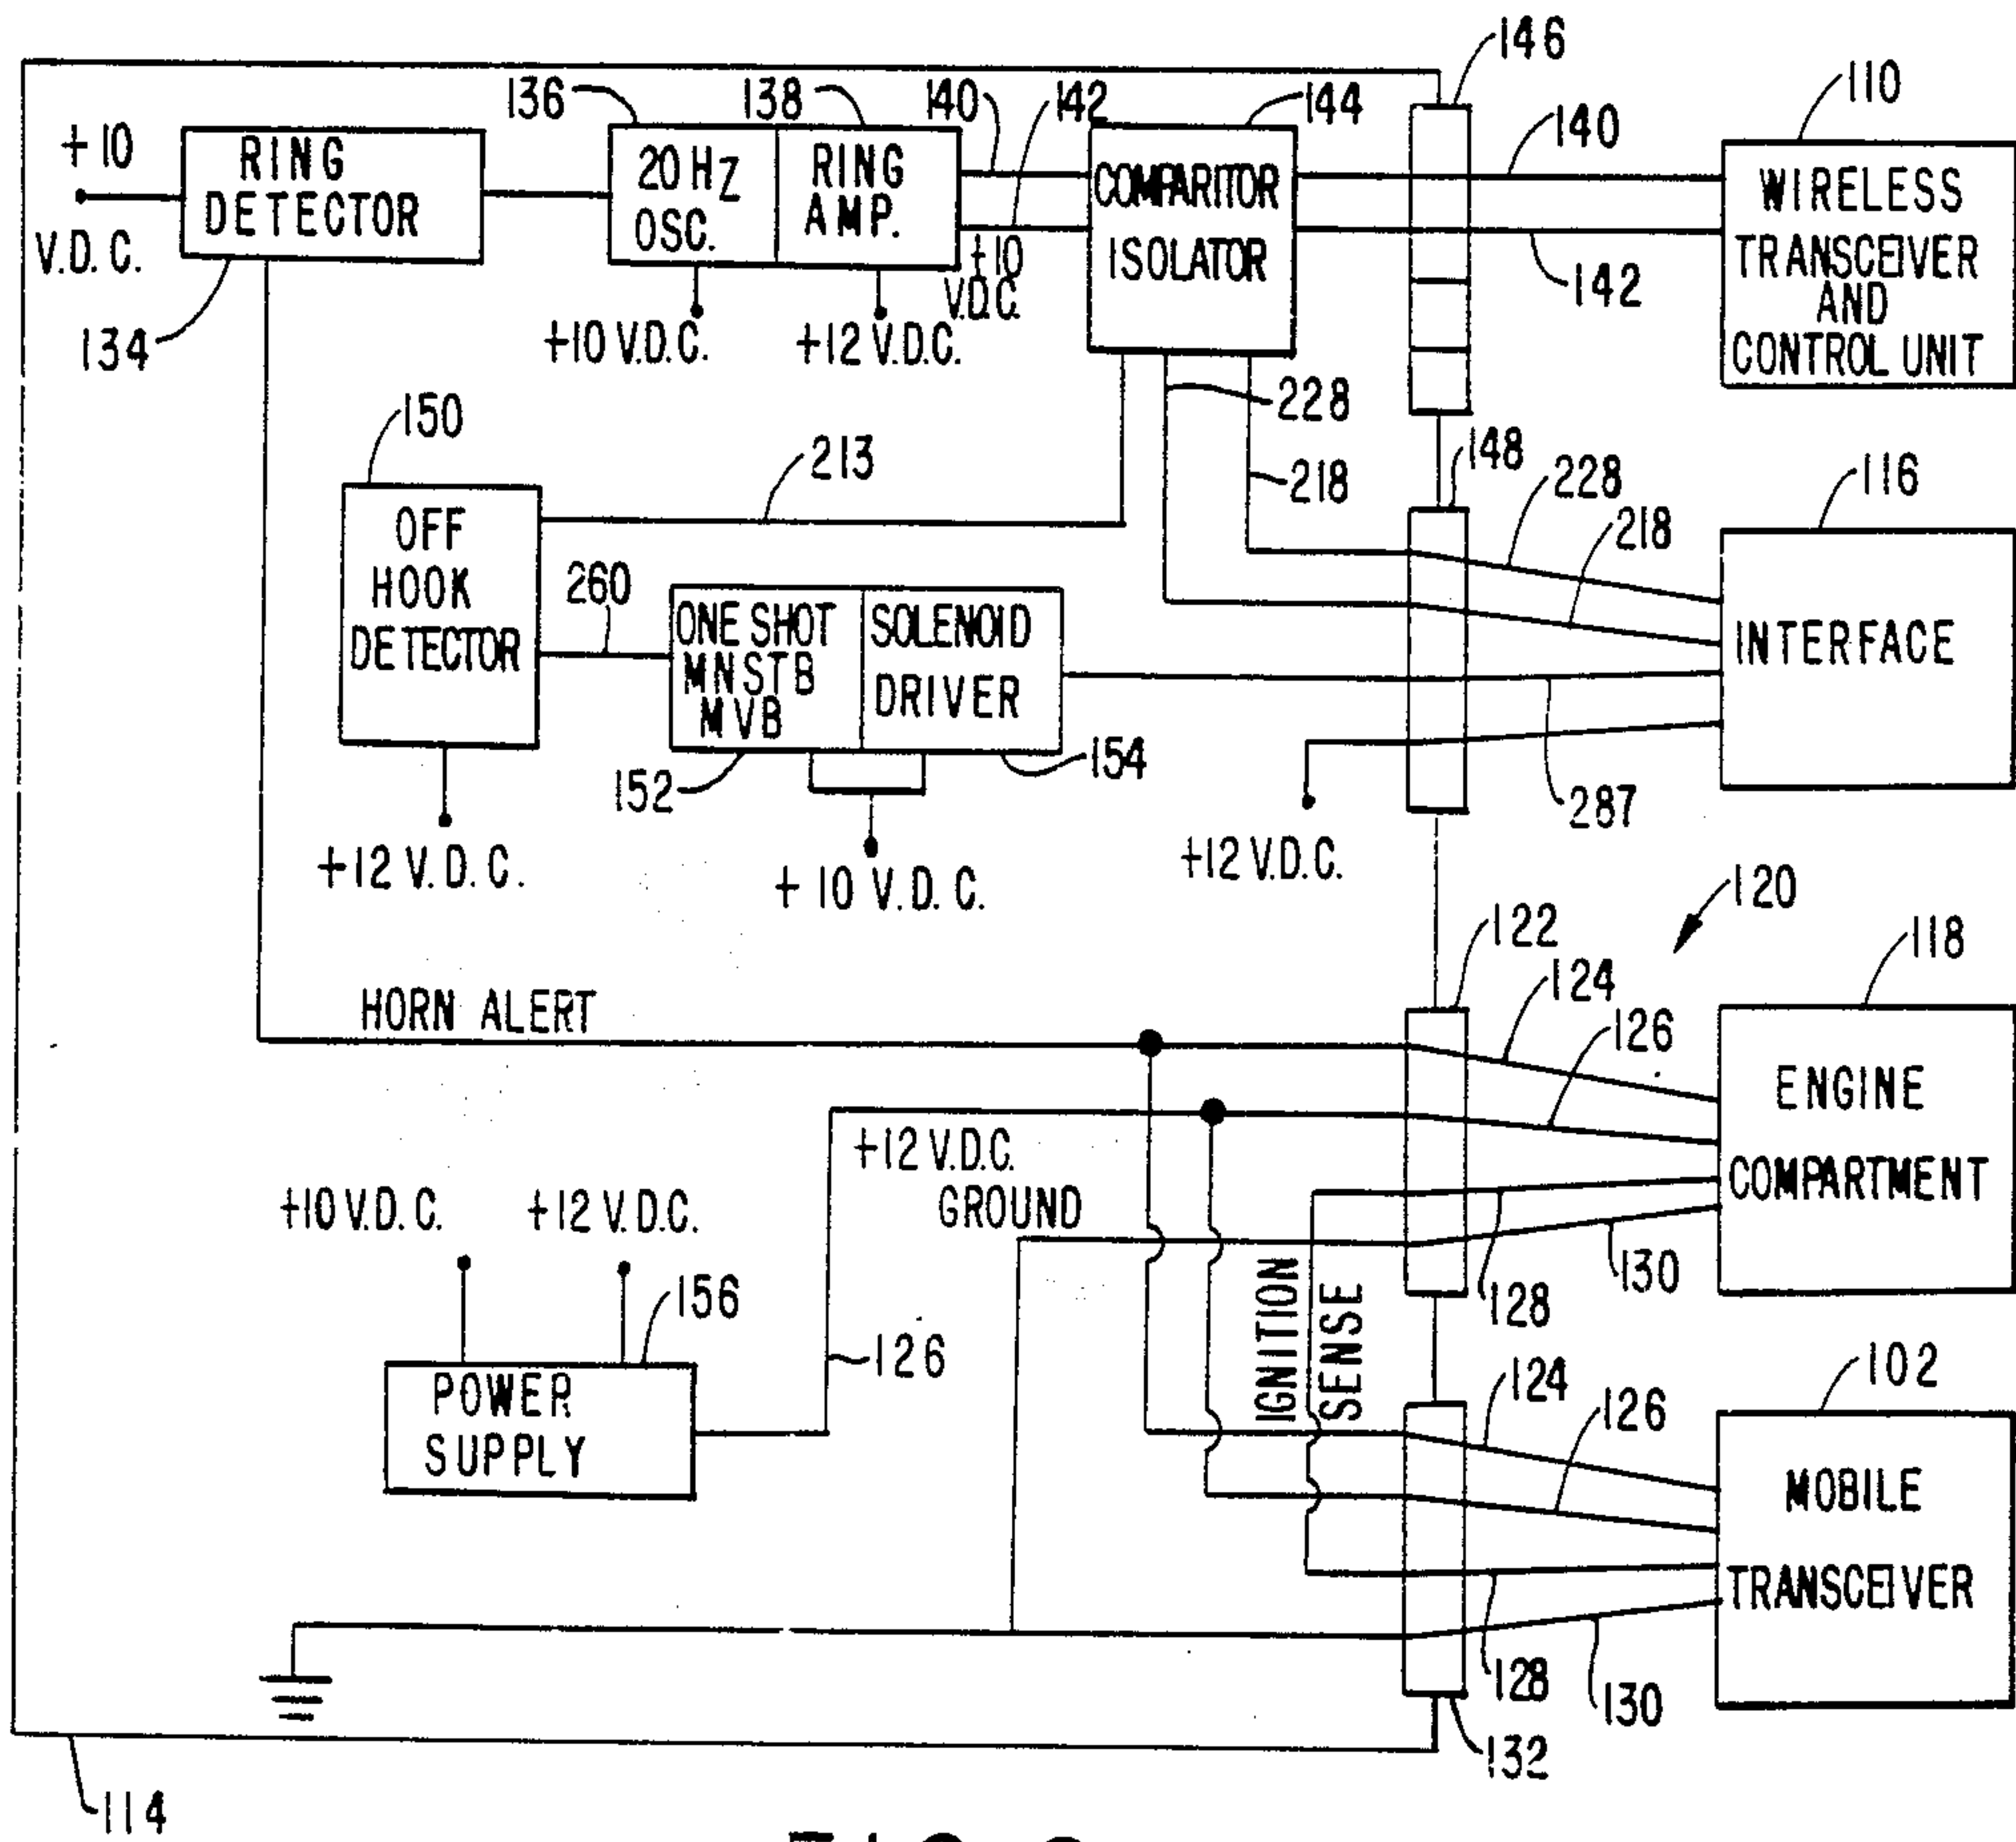 146
136
138
140
142
144
110
140
+10
V.D.C.
RING
DETECTOR
20 HZ
OSC.
RING
AMP.
COMPARITOR
ISOLATOR
WIRELESS
TRANSCEIVER
AND
CONTROL UNIT
142
134
+10 V.D.C.
+12 V.D.C.
+10
V.D.C.
228
218
150
213
148
228
218
116
OFF
HOOK
DETECTOR
260
ONE SHOT
MNSTB
MVB
SOLENOID
DRIVER
INTERFACE
152
154
287
+12 V.D.C.
+ 10 V.D.C.
+12 V.D.C.
120
122
124
126
118
HORN ALERT
ENGINE
COMPARTMENT
+12 V.D.C.
GROUND
+10 V.D.C.
+12 V.D.C.
156
126
IGNITION
SENSE
128
130
102
124
126
POWER
SUPPLY
MOBILE
TRANSCEIVER
128
130
132
114